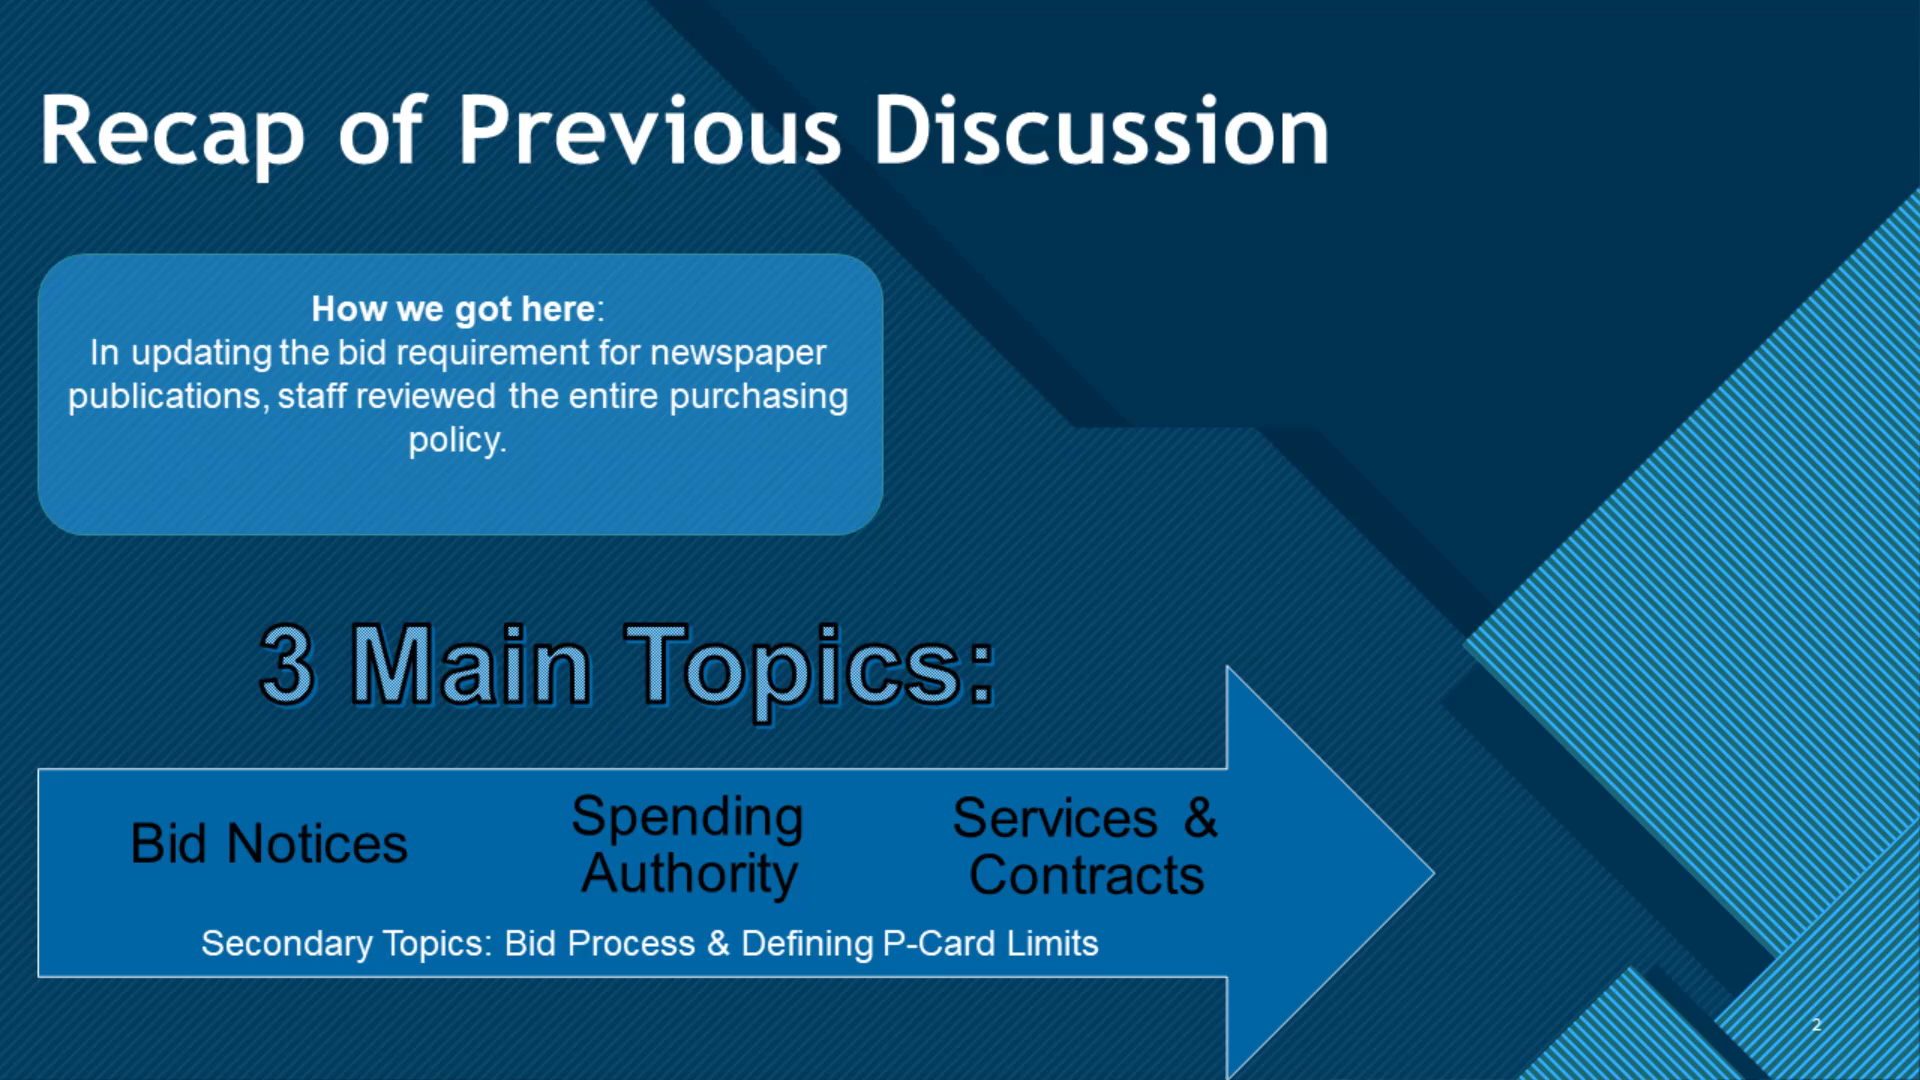 Recap of Previous Discussion
How we got here:
In updating the bid requirement for newspaper
publications, staff reviewed the entire purchasing
policy.
3 Main Topics:
Bid Notices
Spending
Authority
Services &
Contracts
Secondary Topics: Bid Process & Defining P-Card Limits
2